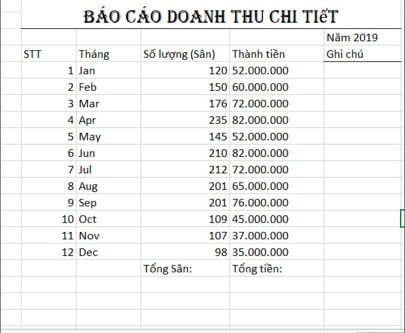 BÁO CÁO DOANH THU CHI TIẾT
Năm 2019
STT Tháng Số lượng (Sân) Thành tiền Ghi chú
1 Jan 120 52.000.000
2 Feb 150 60.000.000
3 Mar 176 72.000.000
4 Apr 235 82.000.000
5 May 145 52.000.000
6 Jun 210 82.000.000
7 Jul 212 72.000.000
8 Aug 201 65.000.000
9 Sep 201 76.000.000
10 Oct 109 45.000.000
11 Nov 107 37.000.000
12 Dec 98 35.000.000
Tổng Sân: Tổng tiền: